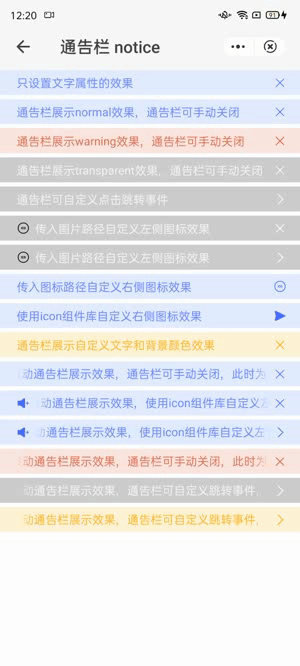 12:20
91
通告栏 notice
只设置文字属性的效果
通告栏展示normal效果，通告栏可手动关闭
通告栏展示warning效果，通告栏可手动关闭
通告栏展示transparent效果，通告栏可手动关闭
通告栏可自定义点击跳转事件
传入图片路径自定义左侧图标效果
传入图片路径自定义左侧图标效果
传入图标路径自定义右侧图标效果
使用icon组件库自定义右侧图标效果
通告栏展示自定义文字和背景颜色效果
动通告栏展示效果，通告栏可手动关闭，此时为
动通告栏展示效果，使用icon组件库自定义
动通告栏展示效果，使用icon组件库自定义左
动通告栏展示效果，通告栏可手动关闭，此时为
动通告栏展示效果，通告栏可自定义跳转事件，
动通告栏展示效果，通告栏可自定义跳转事件，